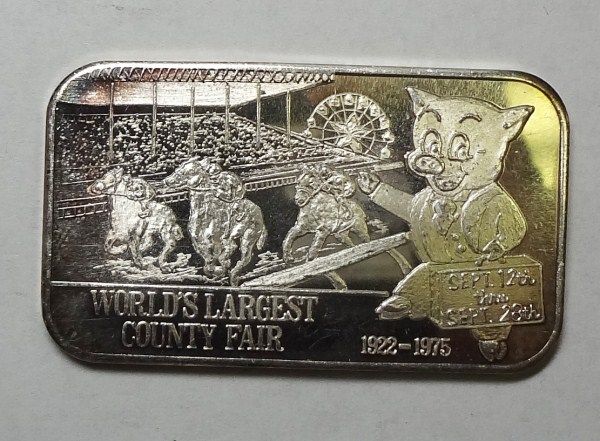 WORLD'S LARGEST
COUNTY FAIR
1922-1975
SEPT. 12th
thru
SEPT. 28th